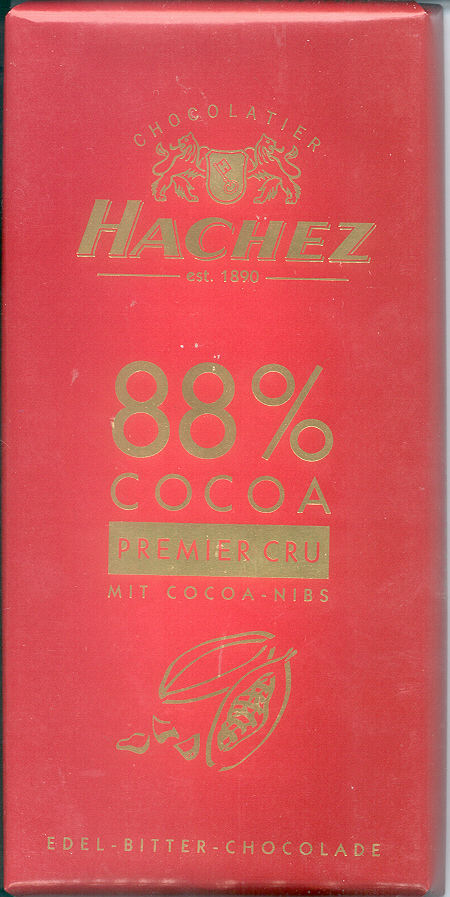 CHOCOLATIER
HACHEZ
est. 1890
88%
COCOA
PREMIER CRU
MIT COCOA-NIBS
EDEL-BITTER-CHOCOLADE